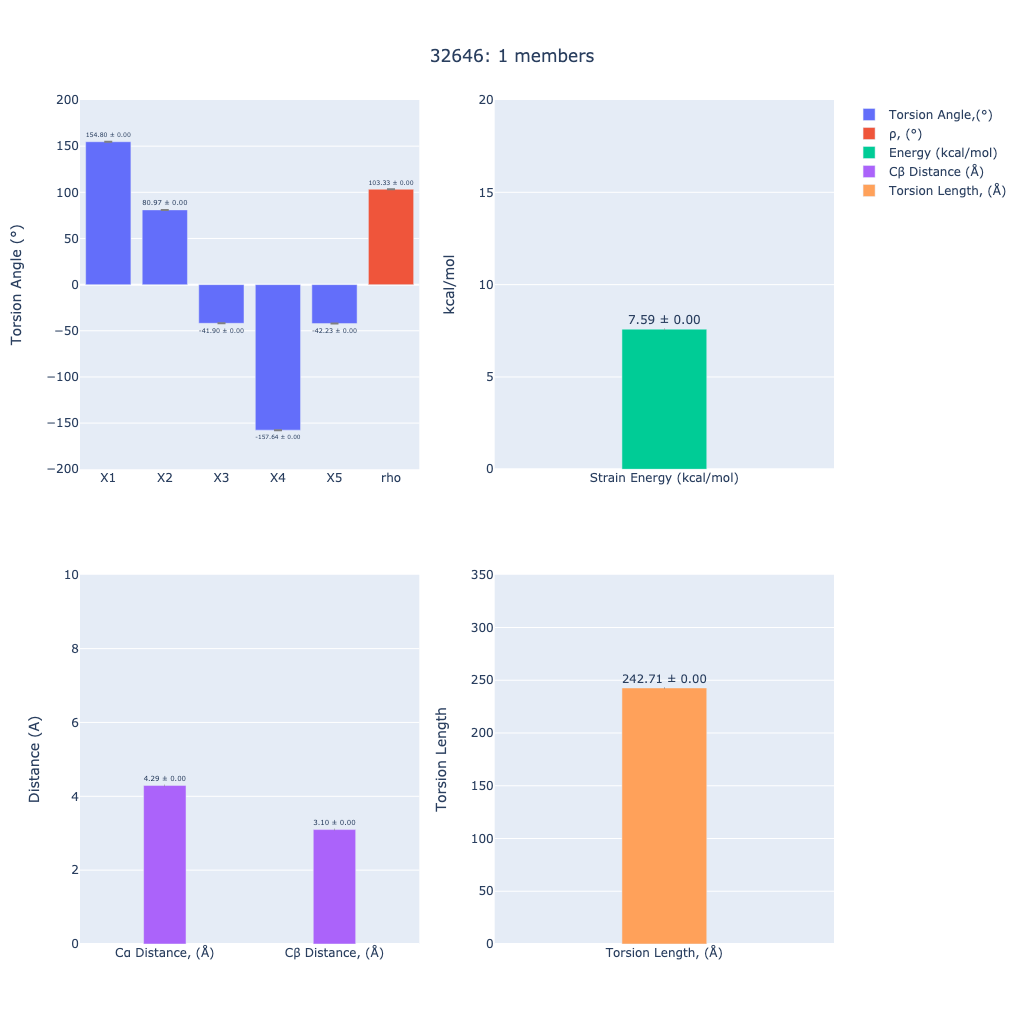 32646: 1 members
Torsion Angle (°)
200
150
100
50
0
−50
−100
−150
−200
154.80 ± 0.00
80.97 ± 0.00
-41.90 ± 0.00
-157.64 ± 0.00
-42.23 ± 0.00
103.33 ± 0.00
X1 X2 X3 X4 X5 rho
kcal/mol
20
15
10
5
0
7.59 ± 0.00
Strain Energy (kcal/mol)
Torsion Angle,(°)
ρ, (°)
Energy (kcal/mol)
Cβ Distance (Å)
Torsion Length, (Å)
Distance (A)
10
8
6
4
2
0
4.29 ± 0.00
3.10 ± 0.00
Cα Distance, (Å) Cβ Distance, (Å)
Torsion Length
350
300
250
200
150
100
50
0
242.71 ± 0.00
Torsion Length, (Å)